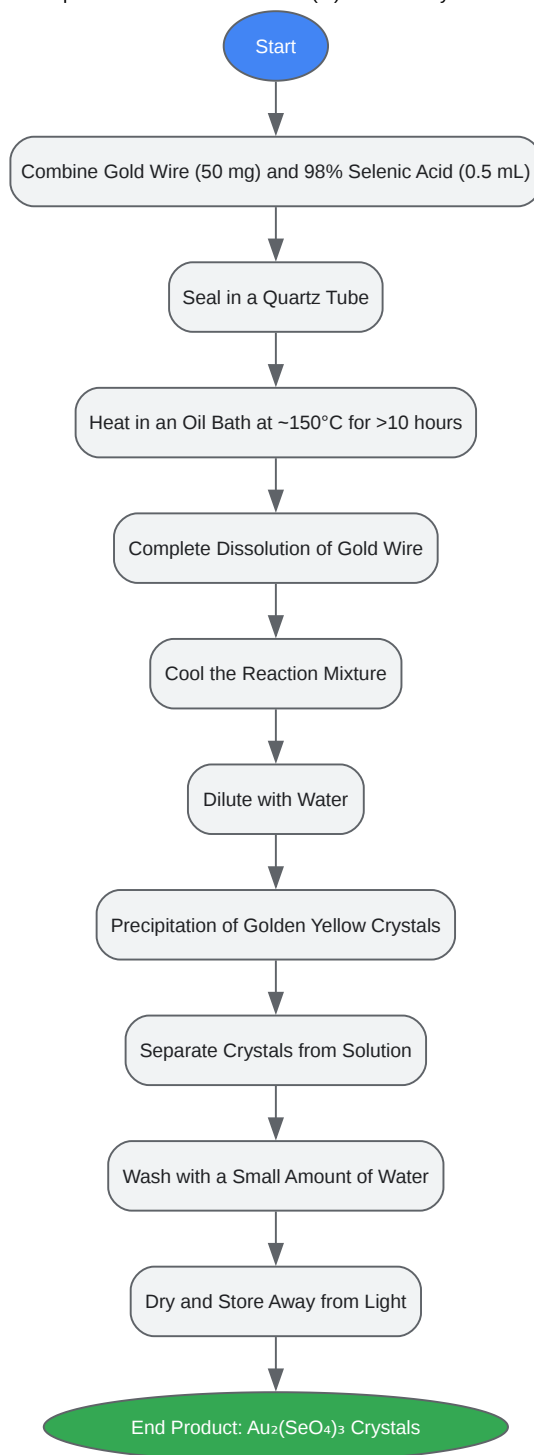 Start
Combine Gold Wire (50 mg) and 98% Selenic Acid (0.5 mL)
Seal in a Quartz Tube
Heat in an Oil Bath at ~150°C for >10 hours
Complete Dissolution of Gold Wire
Cool the Reaction Mixture
Dilute with Water
Precipitation of Golden Yellow Crystals
Separate Crystals from Solution
Wash with a Small Amount of Water
Dry and Store Away from Light
End Product: Au₂(SeO₄)₃ Crystals